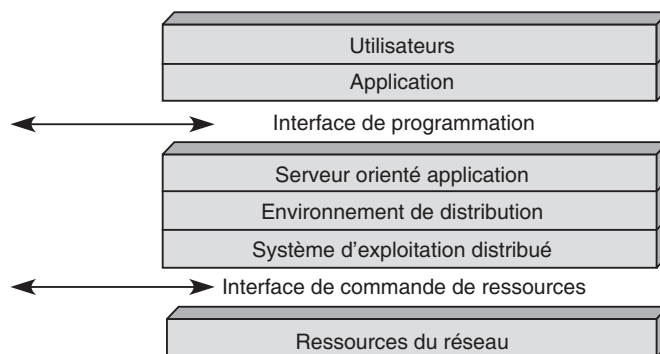 Utilisateurs
Application
Interface de programmation
Serveur orienté application
Environnement de distribution
Système d'exploitation distribué
Interface de commande de ressources
Ressources du réseau